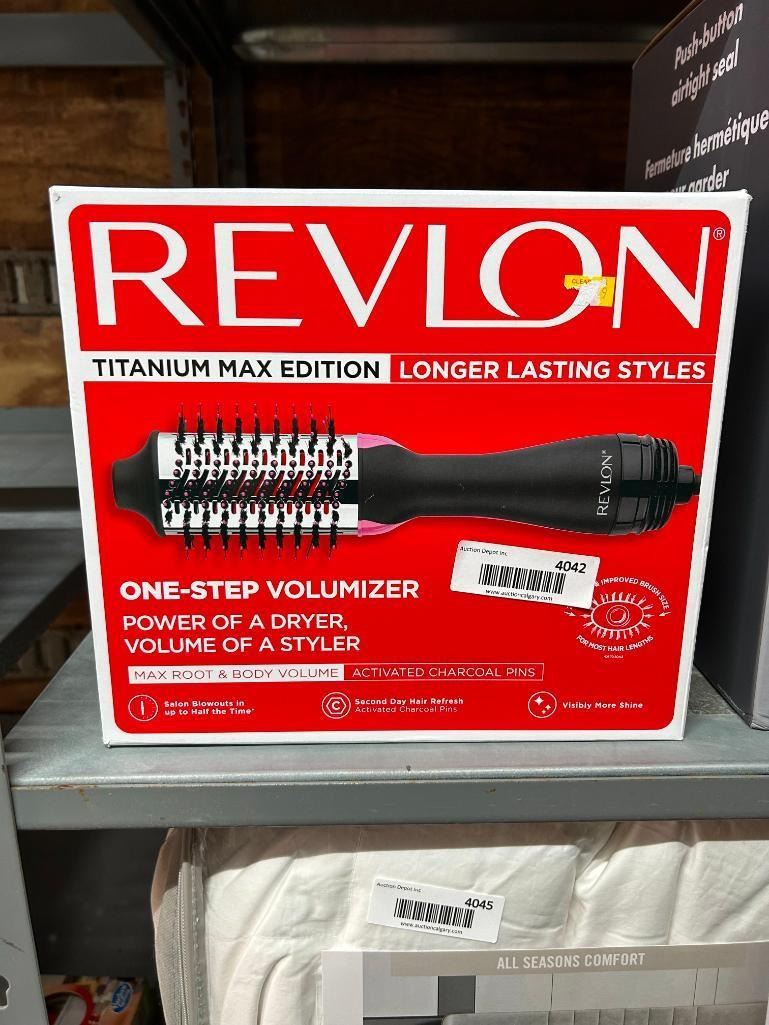 Push-button
airtight seal
Fermeture hermétique
garder
REVLON®
TITANIUM MAX EDITION LONGER LASTING STYLES
REVLON
Auction Depot Inc
4042
www.auctioncalgary.com
ONE-STEP VOLUMIZER
POWER OF A DRYER,
VOLUME OF A STYLER
& IMPROVED BRUSH SIZE
FOR MOST HAIR LENGTHS
MAX ROOT & BODY VOLUME ACTIVATED CHARCOAL PINS
Salon Blowouts in
up to Half the Time*
C
Second Day Hair Refresh
Activated Charcoal Pins
Visibly More Shine
Auction Depot Inc
4045
www.auctioncalgary.com
ALL SEASONS COMFORT
Hasbro